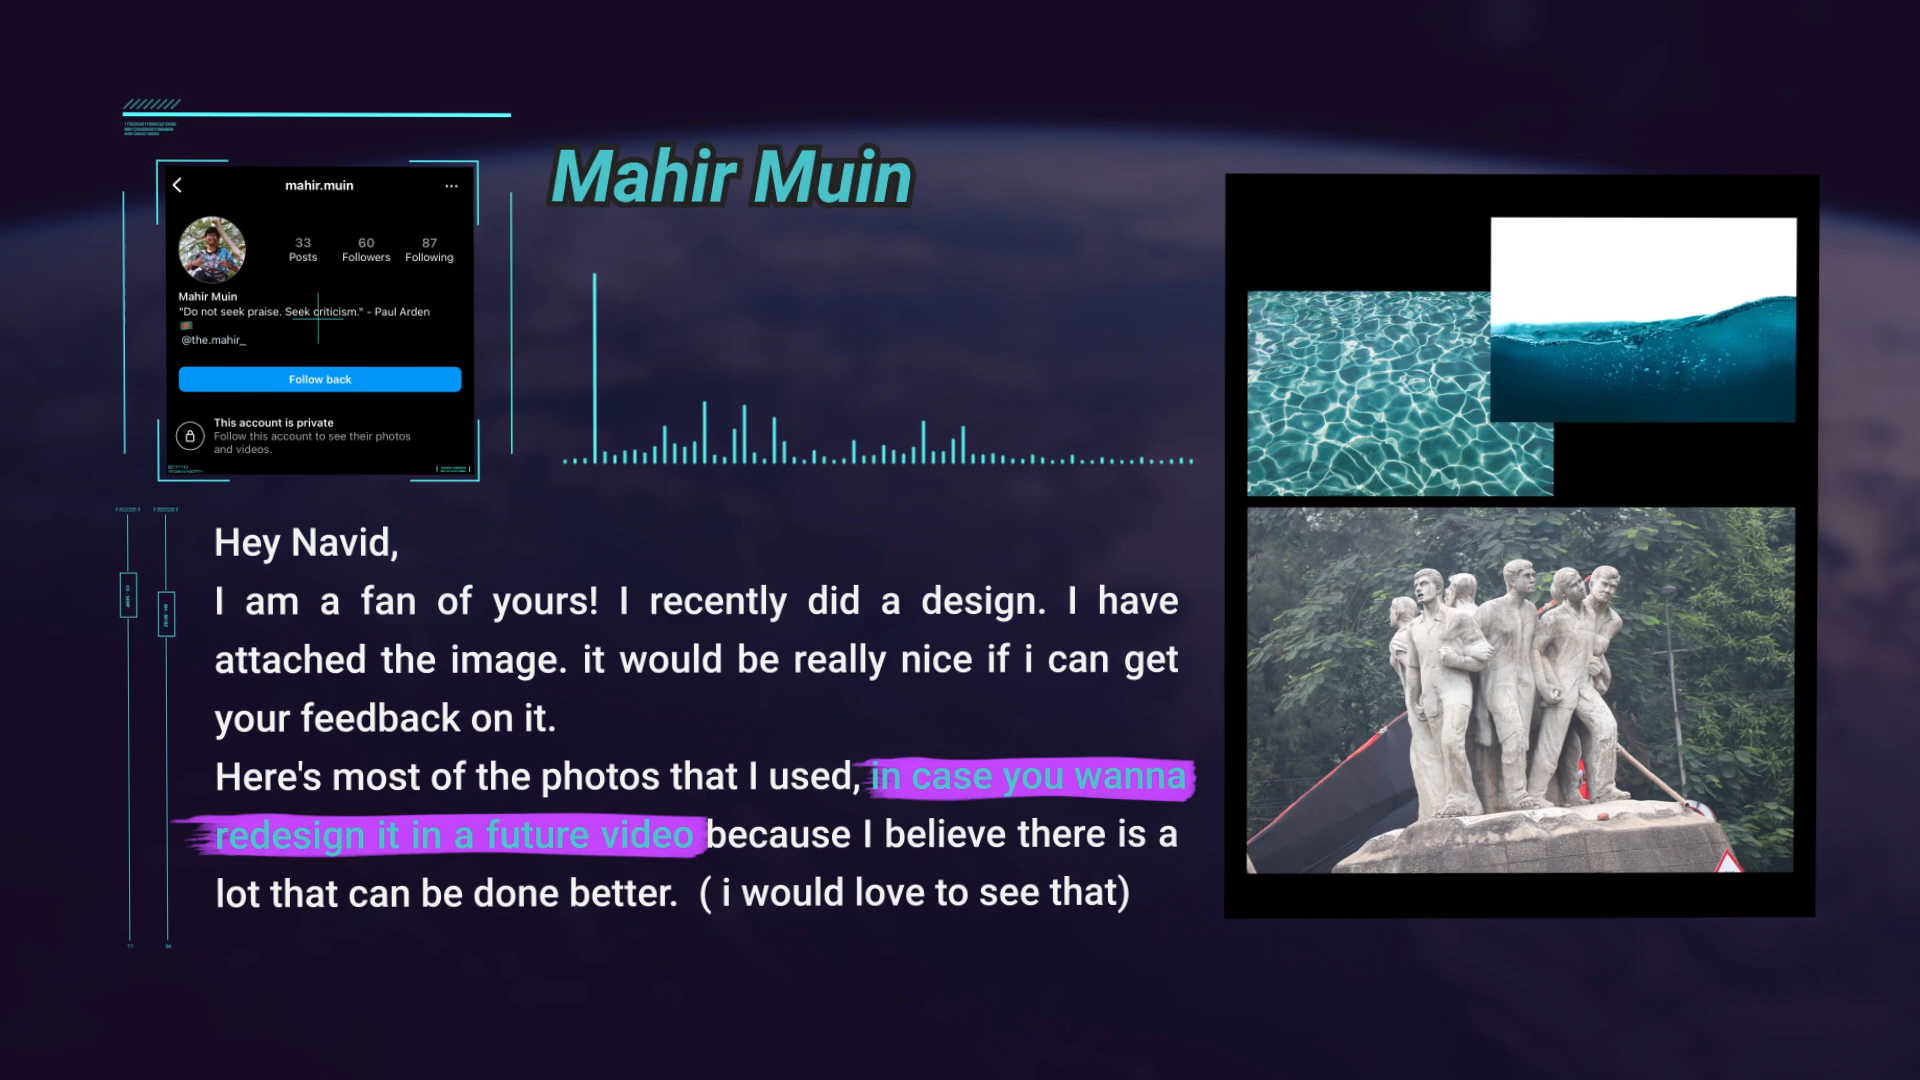 Mahir Muin
mahir.muin
33
60
87
Posts
Followers
Following
Mahir Muin
"Do not seek praise. Seek criticism." - Paul Arden
@the.mahir_
Follow back
This account is private
Follow this account to see their photos
and videos.
Hey Navid,
I am a fan of yours! I recently did a design. I have
attached the image. it would be really nice if i can get
your feedback on it.
Here's most of the photos that I used, in case you wanna
redesign it in a future video because I believe there is a
lot that can be done better. ( i would love to see that)